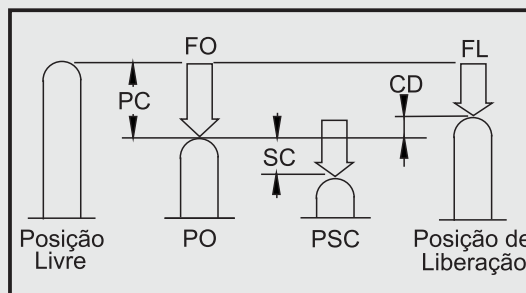 FO
FL
PC
CD
SC
Posição
Livre
PO
PSC
Posição de
Liberação